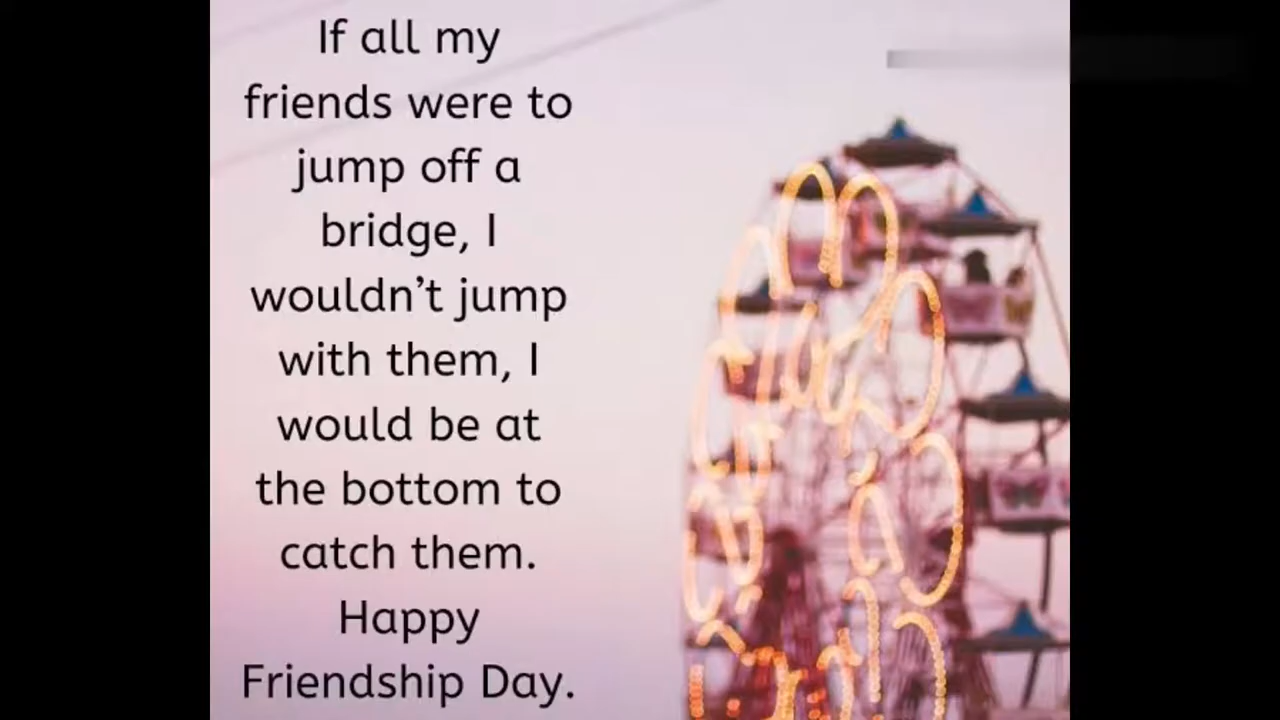 If all my
friends were to
jump off a
bridge, I
wouldn’t jump
with them, I
would be at
the bottom to
catch them.
Happy
Friendship Day.